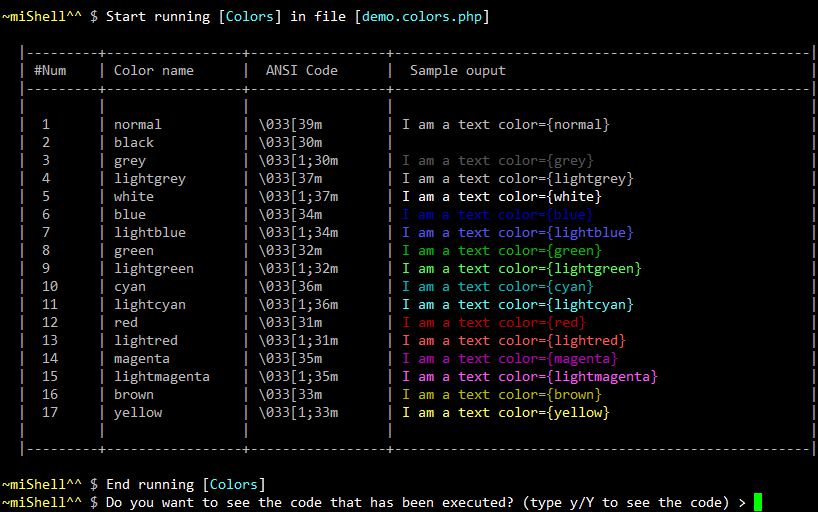 ~miShell^^ $ Start running [Colors] in file [demo.colors.php]
|---------+-----------------+-----------------+----------------------------------------------------|
| #Num | Color name | ANSI Code | Sample ouput
|---------+-----------------+-----------------+----------------------------------------------------|
| 1 | normal | \033[39m | I am a text color={normal} |
| 2 | black | \033[30m | |
| 3 | grey | \033[1;30m | I am a text color={grey} |
| 4 | lightgrey | \033[37m | I am a text color={lightgrey} |
| 5 | white | \033[1;37m | I am a text color={white} |
| 6 | blue | \033[34m | I am a text color={blue} |
| 7 | lightblue | \033[1;34m | I am a text color={lightblue} |
| 8 | green | \033[32m | I am a text color={green} |
| 9 | lightgreen | \033[1;32m | I am a text color={lightgreen} |
| 10 | cyan | \033[36m | I am a text color={cyan} |
| 11 | lightcyan | \033[1;36m | I am a text color={lightcyan} |
| 12 | red | \033[31m | I am a text color={red} |
| 13 | lightred | \033[1;31m | I am a text color={lightred} |
| 14 | magenta | \033[35m | I am a text color={magenta} |
| 15 | lightmagenta | \033[1;35m | I am a text color={lightmagenta} |
| 16 | brown | \033[33m | I am a text color={brown} |
| 17 | yellow | \033[1;33m | I am a text color={yellow} |
|---------+-----------------+-----------------+----------------------------------------------------|
~miShell^^ $ End running [Colors]
~miShell^^ $ Do you want to see the code that has been executed? (type y/Y to see the code) >